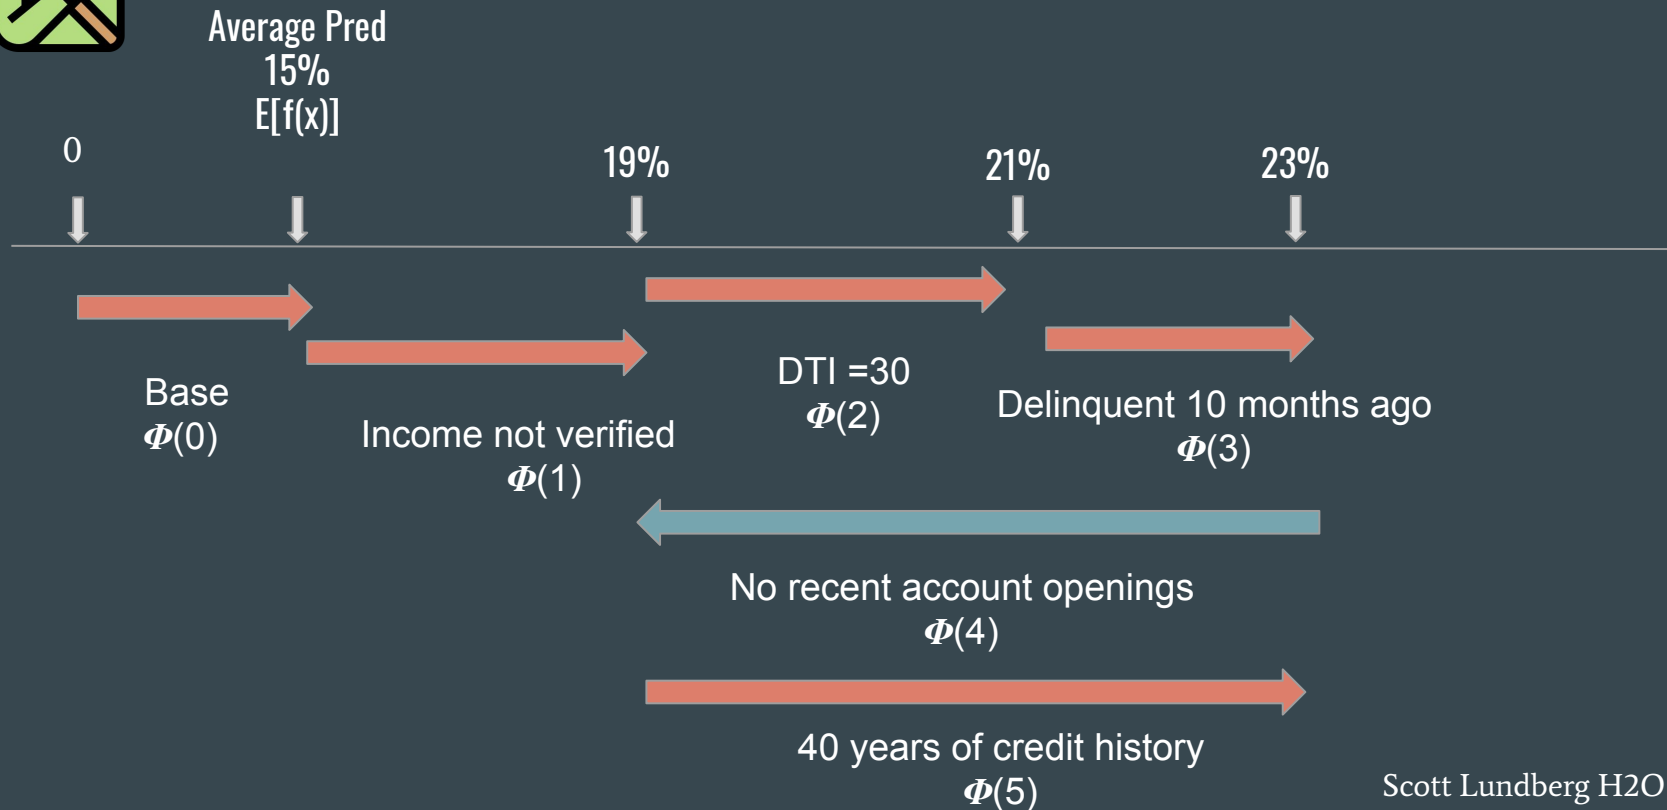 Average Pred
15%
E[f(x)]
0
19%
21%
23%
Base
Φ(0)
Income not verified
Φ(1)
DTI =30
Φ(2)
Delinquent 10 months ago
Φ(3)
No recent account openings
Φ(4)
40 years of credit history
Φ(5)
Scott Lundberg H2O